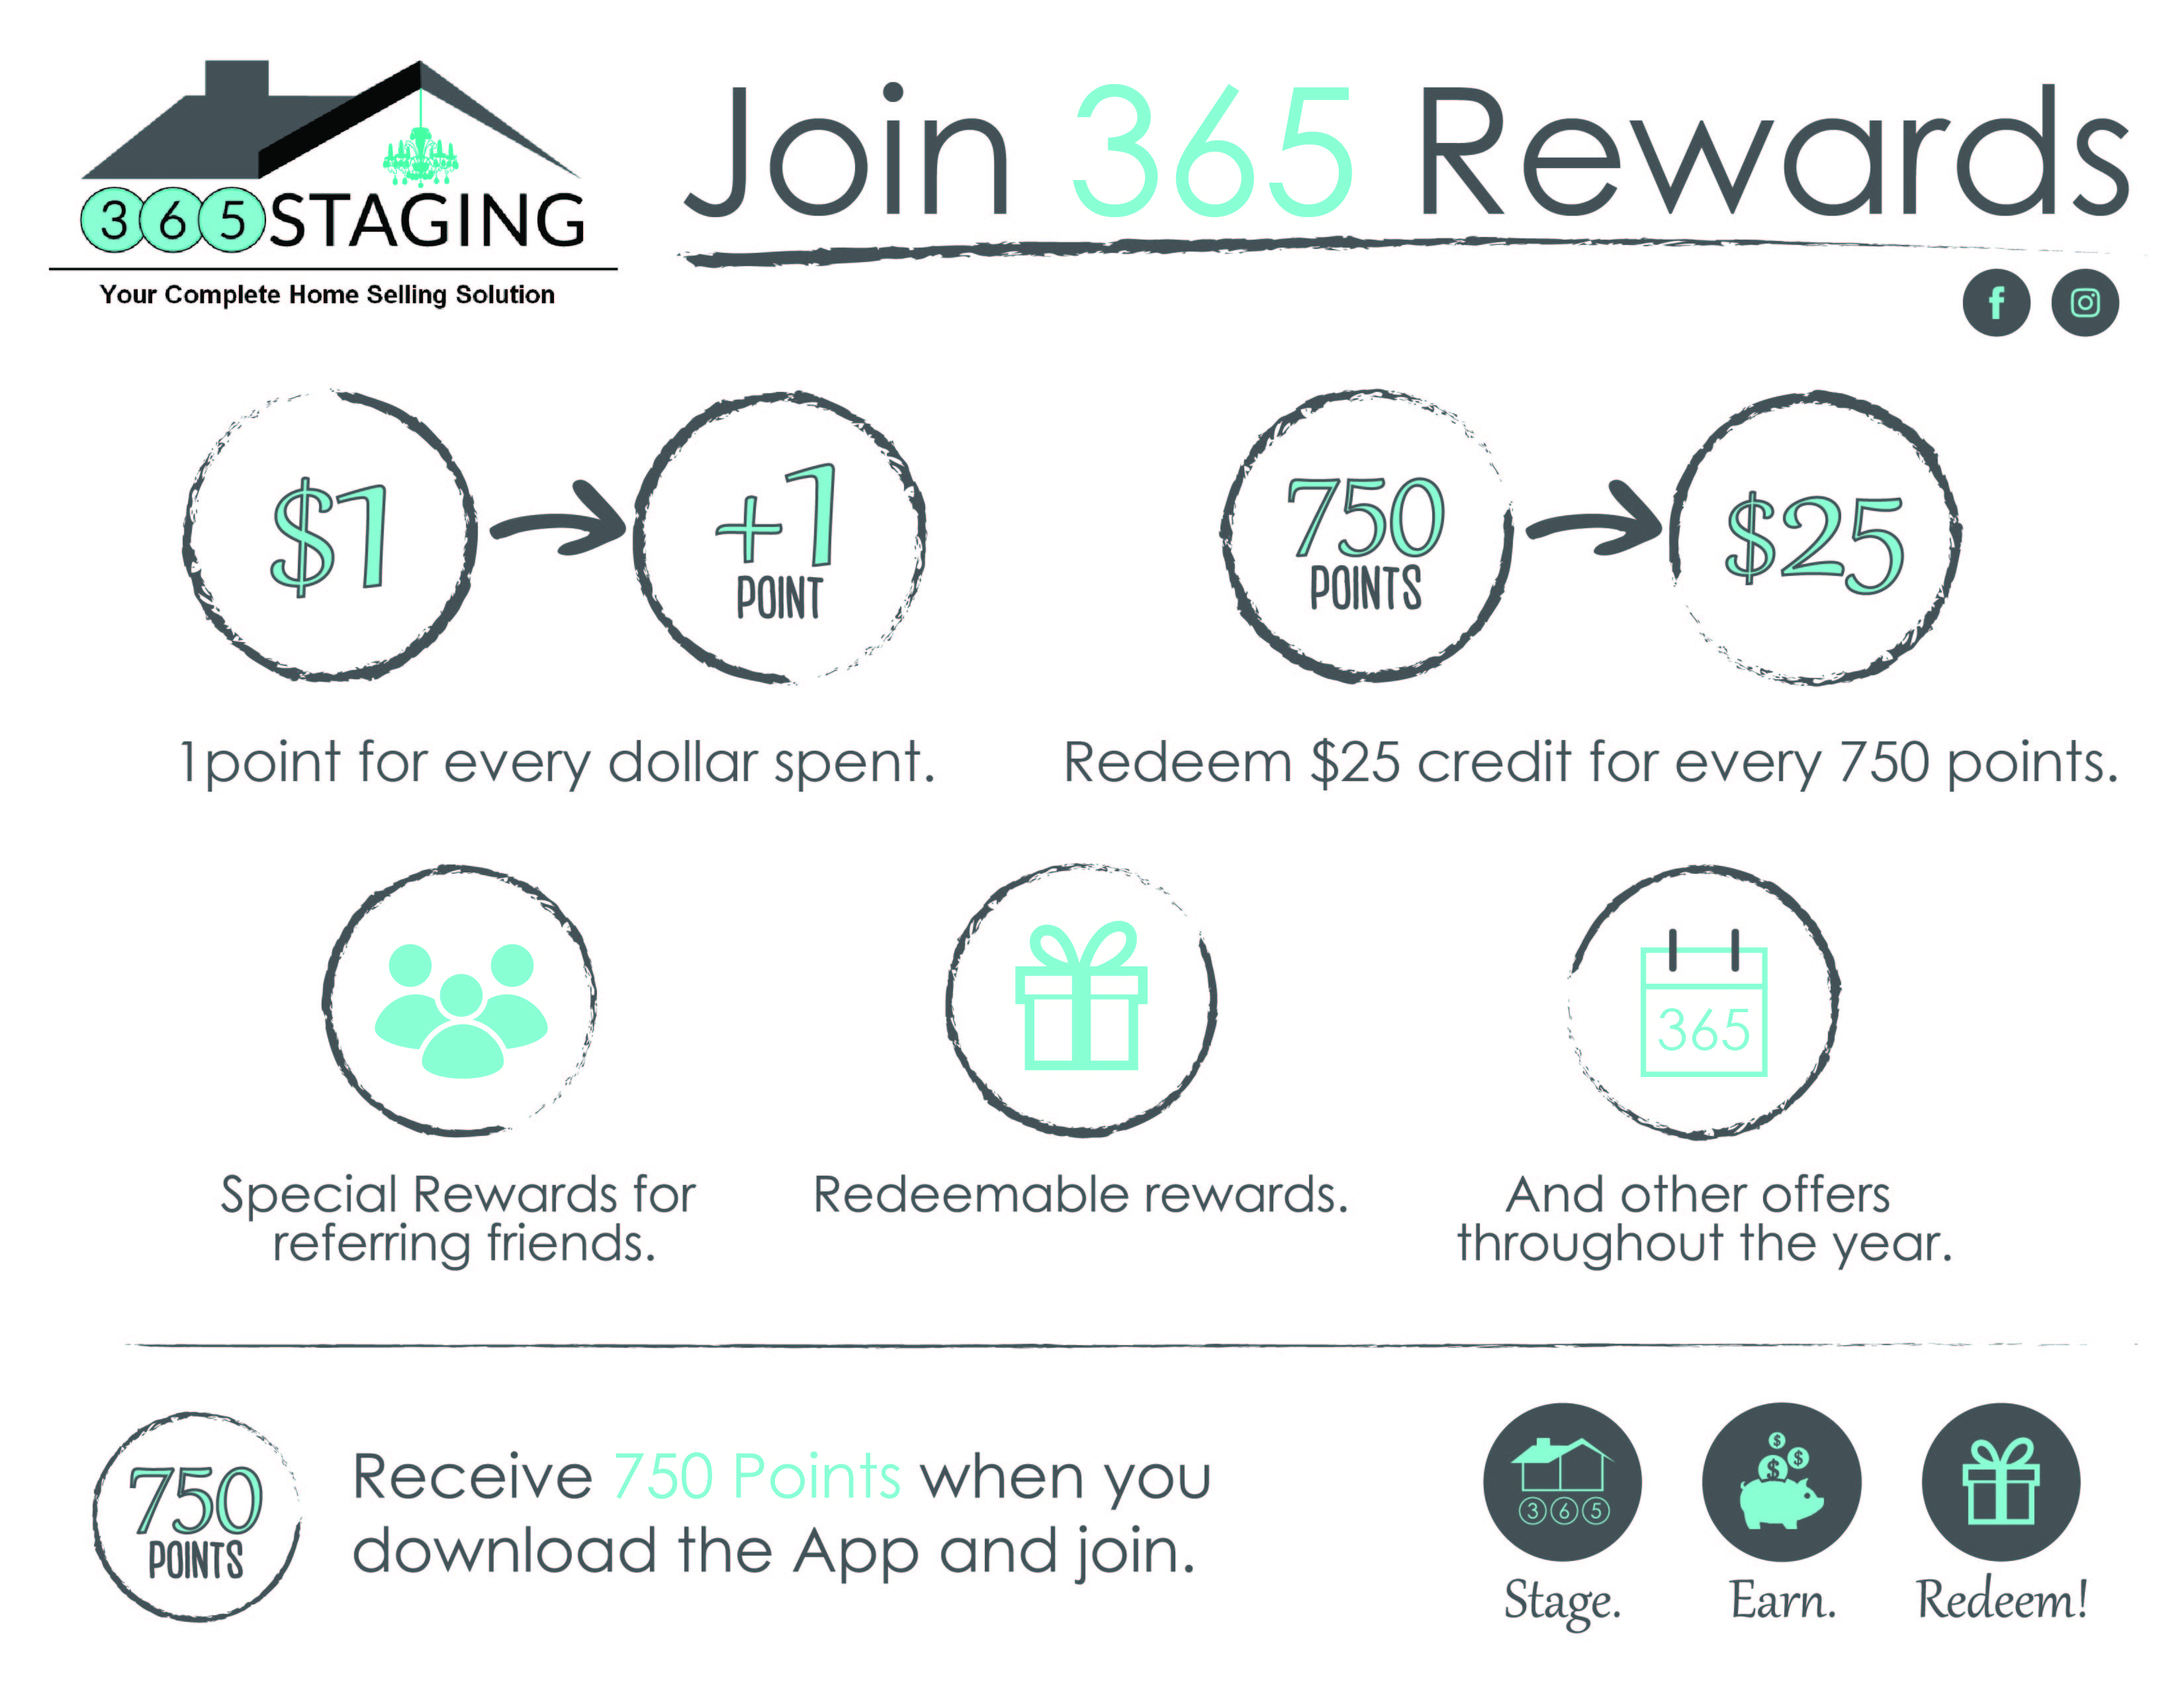 365 STAGING
Your Complete Home Selling Solution
Join 365 Rewards
$1
+1
POINT
750
POINTS
$25
1 point for every dollar spent.
Redeem $25 credit for every 750 points.
365
Special Rewards for
referring friends.
Redeemable rewards.
And other offers
throughout the year.
750
POINTS
Receive 750 Points when you
download the App and join.
365
$
$
$
Stage.
Earn.
Redeem!